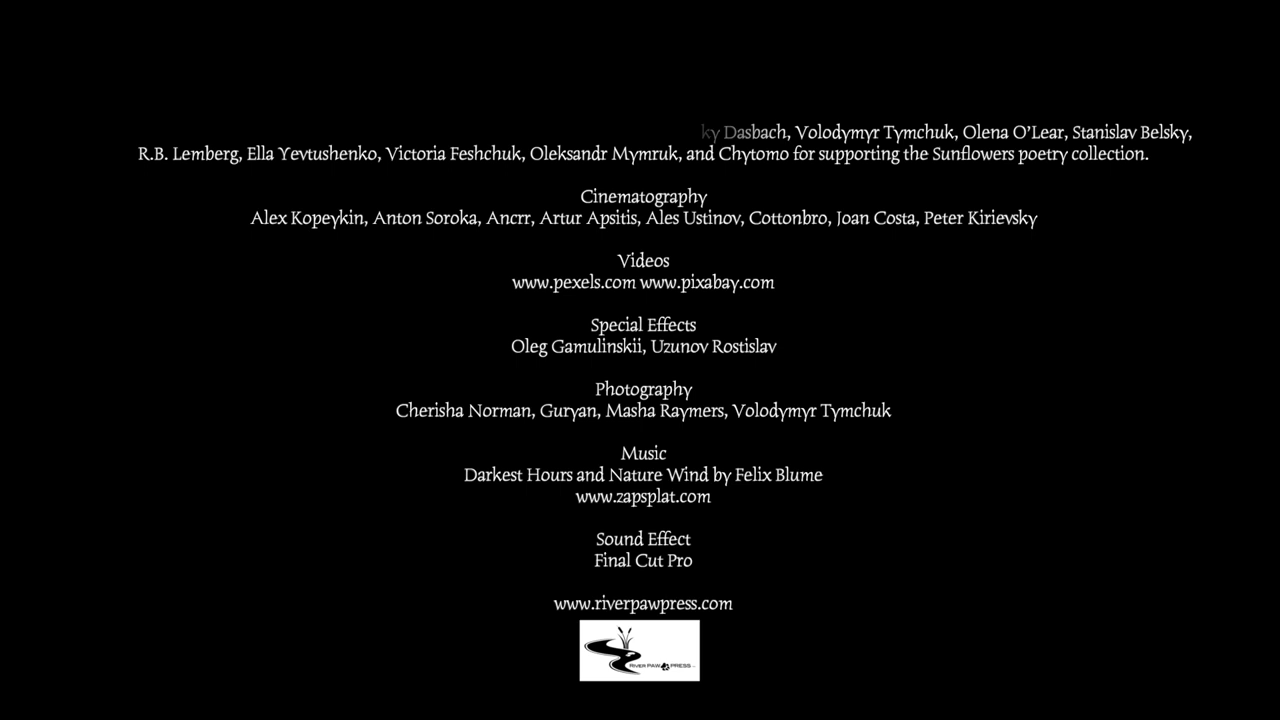 ky Dasbach, Volodymyr Tymchuk, Olena O'Lear, Stanislav Belsky,
R.B. Lemberg, Ella Yevtushenko, Victoria Feshchuk, Oleksandr Mymruk, and Chytomo for supporting the Sunflowers poetry collection.
Cinematography
Alex Kopeykin, Anton Soroka, Ancrr, Artur Apsitis, Ales Ustinov, Cottonbro, Joan Costa, Peter Kirievsky
Videos
www.pexels.com www.pixabay.com
Special Effects
Oleg Gamulinskii, Uzunov Rostislav
Photography
Cherisha Norman, Guryan, Masha Raymers, Volodymyr Tymchuk
Music
Darkest Hours and Nature Wind by Felix Blume
www.zapsplat.com
Sound Effect
Final Cut Pro
www.riverpawpress.com
RIVER PAW PRESS